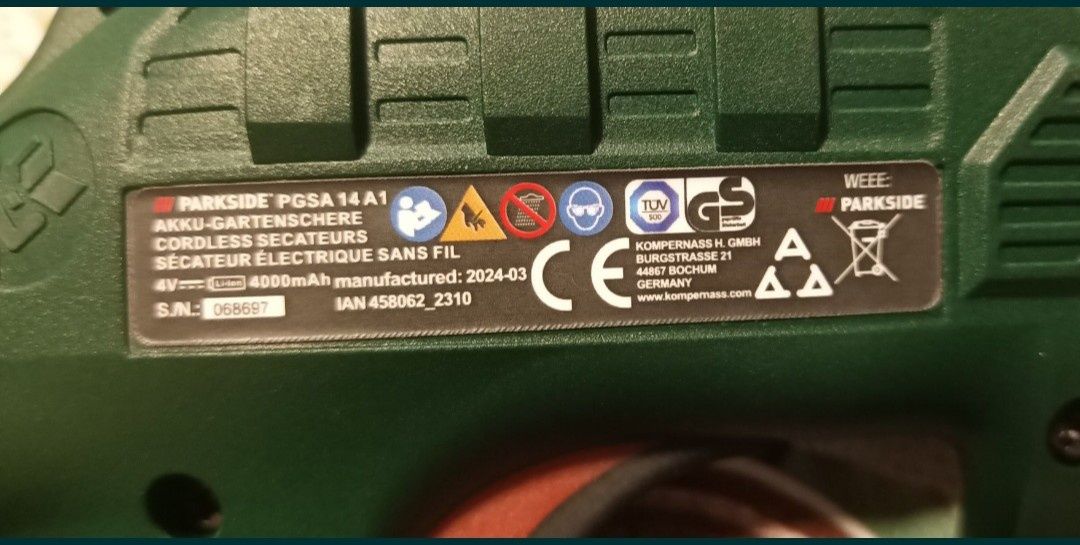 PARKSIDE PGSA 14 A1
AKKU-GARTENSCHERE
CORDLESS SECATEURS
SÉCATEUR ÉLECTRIQUE SANS FIL
4V Li-Ion 4000mAh manufactured: 2024-03
S./N.: 068697 IAN 458062_2310
TÜV
SÜD
GS
CE
KOMPERNASS H. GMBH
BURGSTRASSE 21
44867 BOCHUM
GERMANY
www.kompernass.com
WEEE:
PARKSIDE